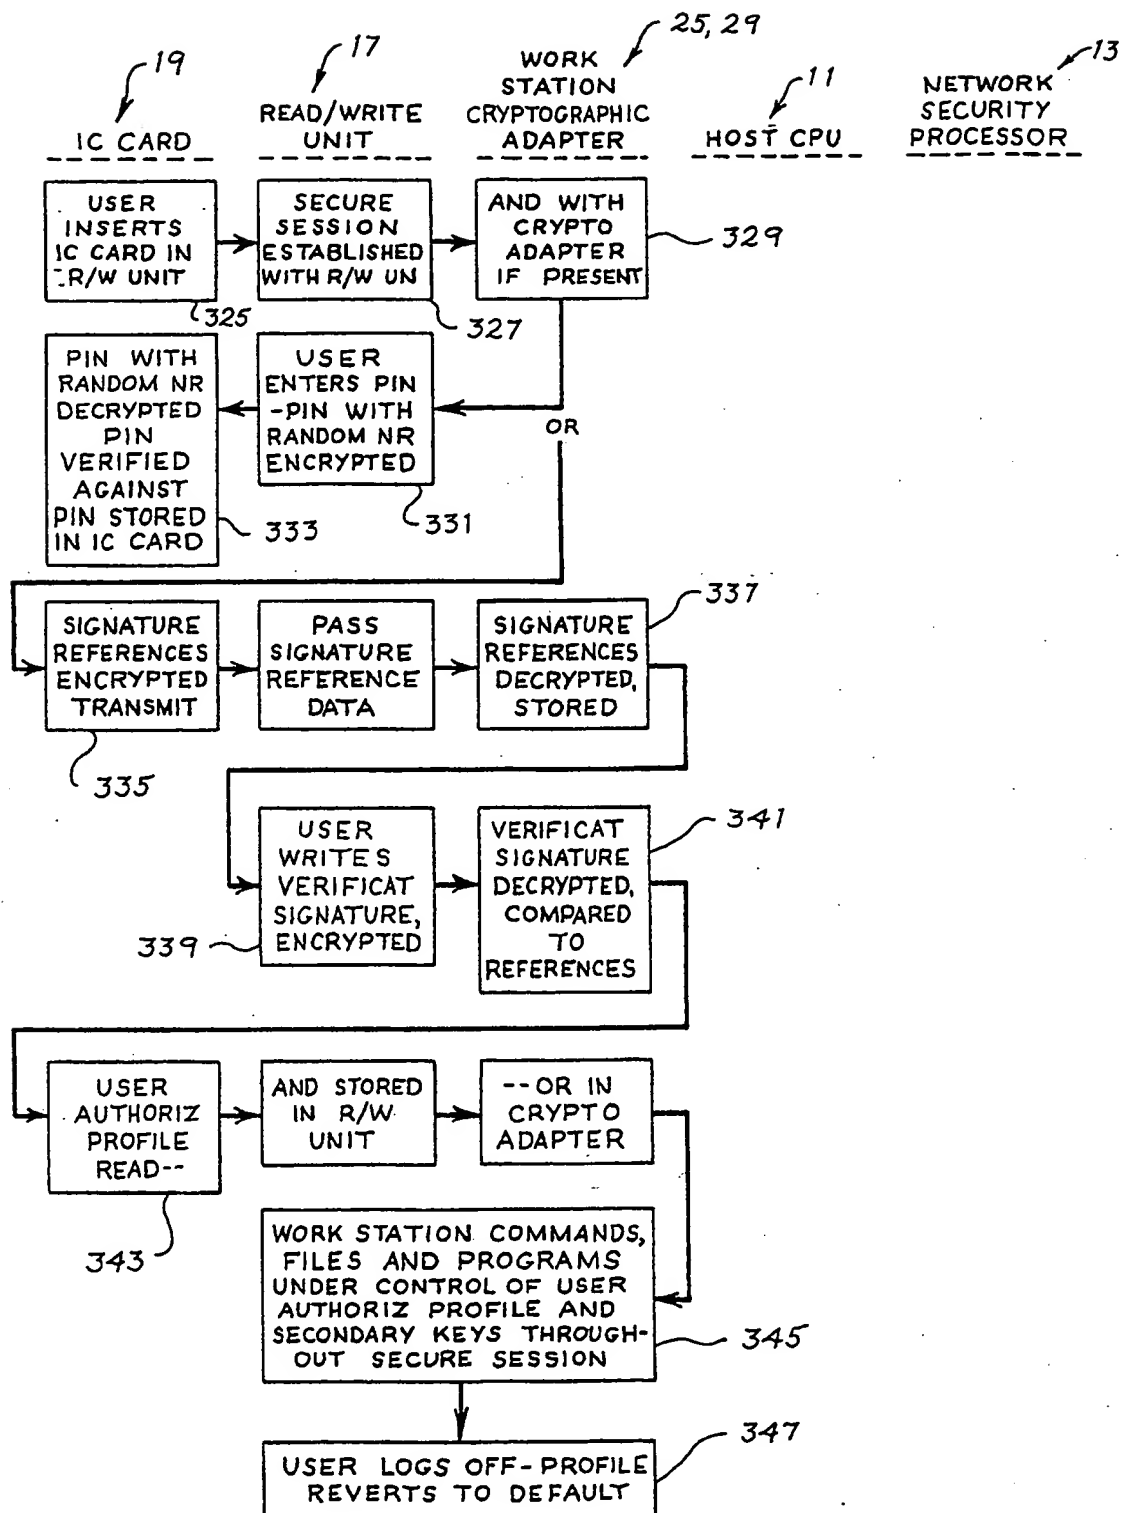 19
17
25, 29
11
13
IC CARD
READ/WRITE
UNIT
WORK
STATION
CRYPTOGRAPHIC
ADAPTER
HOST CPU
NETWORK
SECURITY
PROCESSOR
USER
INSERTS
IC CARD IN
R/W UNIT
325
SECURE
SESSION
ESTABLISHED
WITH R/W UN
327
AND WITH
CRYPTO
ADAPTER
IF PRESENT
329
PIN WITH
RANDOM NR
DECRYPTED
PIN
VERIFIED
AGAINST
PIN STORED
IN IC CARD
333
USER
ENTERS PIN
-PIN WITH
RANDOM NR
ENCRYPTED
331
OR
SIGNATURE
REFERENCES
ENCRYPTED
TRANSMIT
335
PASS
SIGNATURE
REFERENCE
DATA
SIGNATURE
REFERENCES
DECRYPTED,
STORED
337
USER
WRITES
VERIFICAT
SIGNATURE,
ENCRYPTED
339
VERIFICAT
SIGNATURE
DECRYPTED,
COMPARED
TO
REFERENCES
341
USER
AUTHORIZ
PROFILE
READ--
343
AND STORED
IN R/W
UNIT
--OR IN
CRYPTO
ADAPTER
WORK STATION COMMANDS,
FILES AND PROGRAMS
UNDER CONTROL OF USER
AUTHORIZ PROFILE AND
SECONDARY KEYS THROUGH-
OUT SECURE SESSION
345
USER LOGS OFF-PROFILE
REVERTS TO DEFAULT
347